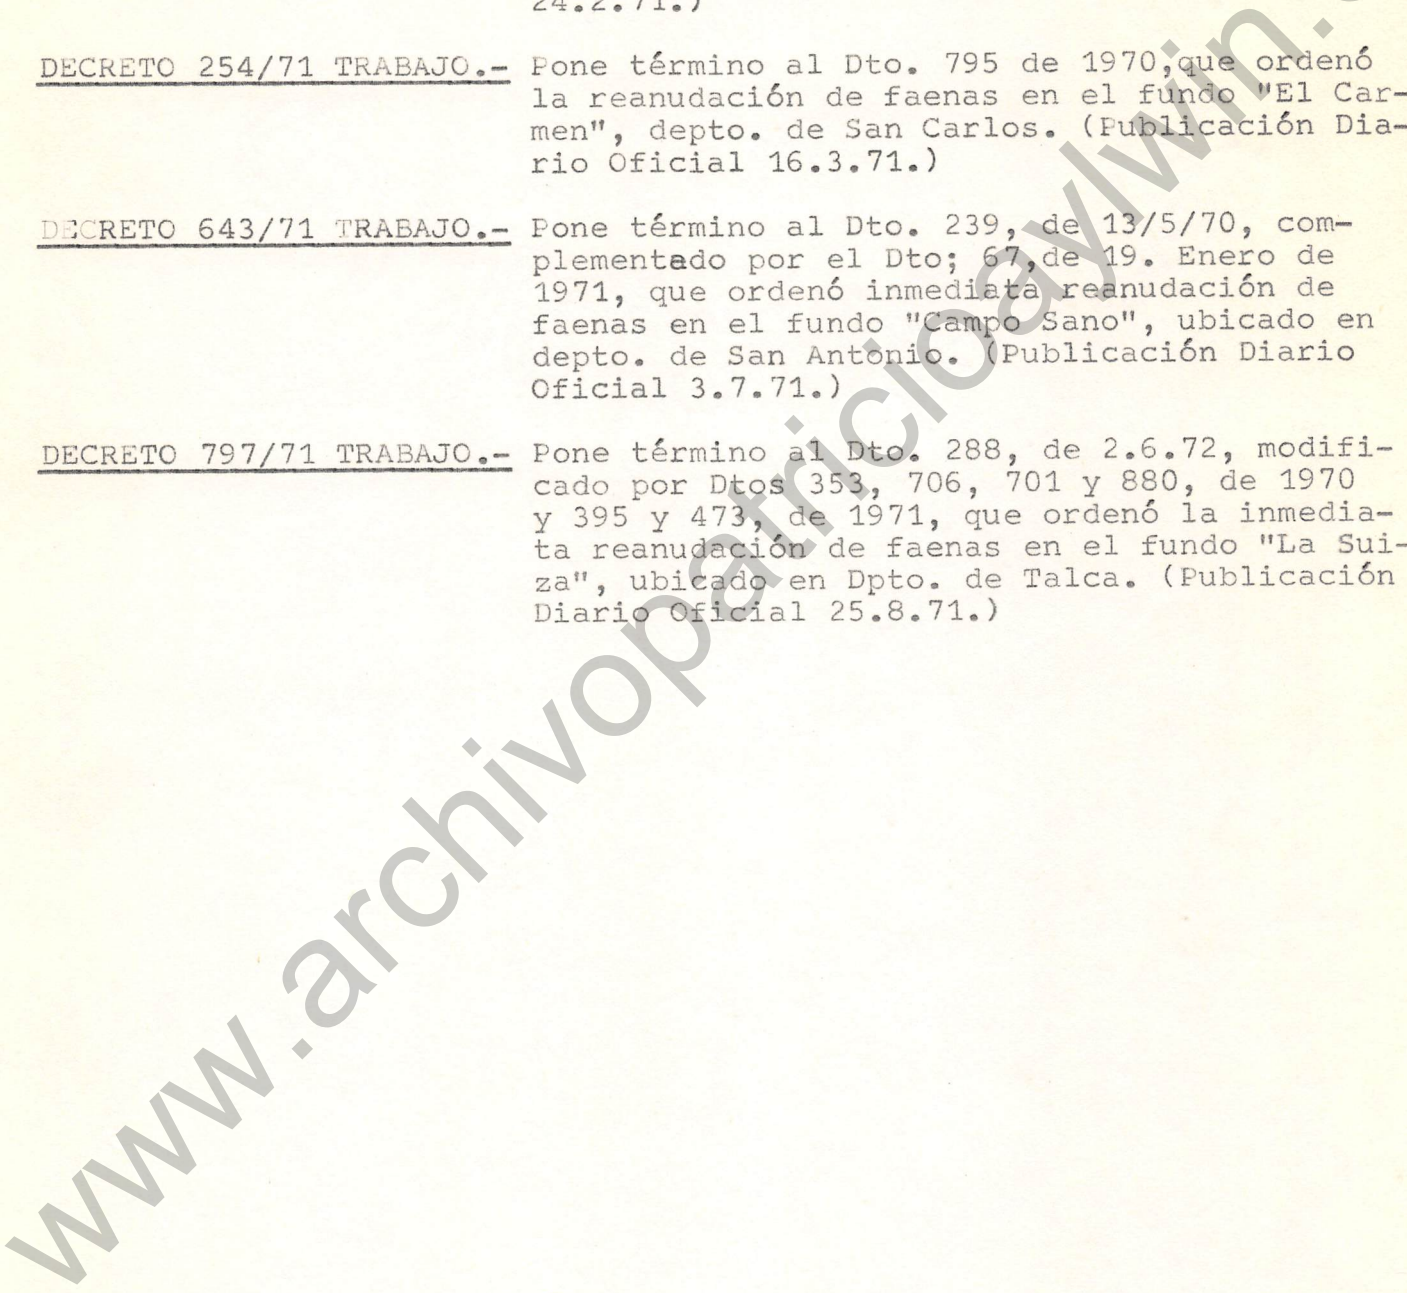 24.2.71.)
DECRETO 254/71 TRABAJO.- Pone término al Dto. 795 de 1970;que ordenó
la reanudación de faenas en el fundo "El Car-
men", depto. de San Carlos. (Publicación Dia-
rio Oficial 16.3.71.)
DECRETO 643/71 TRABAJO.- Pone término al Dto. 239, de 13/5/70, com-
plementado por el Dto; 67,de 19. Enero de
1971, que ordenó inmediata reanudación de
faenas en el fundo "Campo Sano", ubicado en
depto. de San Antonio. (Publicación Diario
Oficial 3.7.71.)
DECRETO 797/71 TRABAJO.- Pone término al Dto. 288, de 2.6.72, modifi-
cado por Dtos 353, 706, 701 y 880, de 1970
y 395 y 473, de 1971, que ordenó la inmedia-
ta reanudación de faenas en el fundo "La Sui-
za", ubicado en Dpto. de Talca. (Publicación
Diario Oficial 25.8.71.)
www.archivopatricioaylwin.